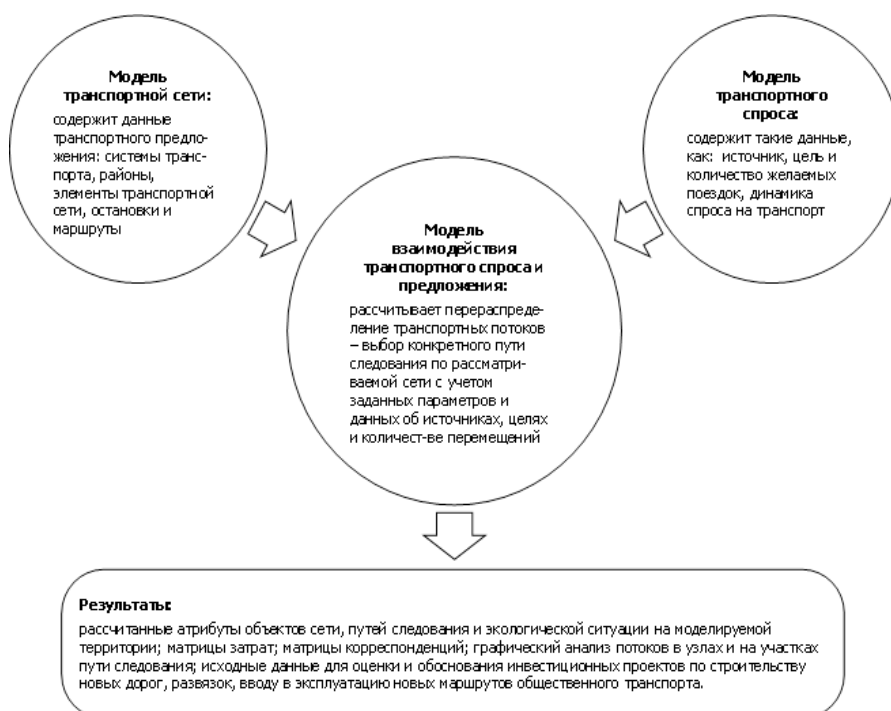 Модель
транспортной сети:
содержит данные
транспортного предло-
жения: системы транс-
порта, районы,
элементы транспортной
сети, остановки и
маршруты
Модель
транспортного
спроса:
содержит такие данные,
как: источник, цель и
количество желаемых
поездок, динамика
спроса на транспорт
Модель
взаимодействия
транспортного спроса и
предложения:
рассчитывает перераспреде-
ление транспортных потоков
– выбор конкретного пути
следования по рассматри-
ваемой сети с учетом
заданных параметров и
данных об источниках, целях
и количест-ве перемещений
Результаты:
рассчитанные атрибуты объектов сети, путей следования и экологической ситуации на моделируемой
территории; матрицы затрат; матрицы корреспонденций; графический анализ потоков в узлах и на участках
пути следования; исходные данные для оценки и обоснования инвестиционных проектов по строительству
новых дорог, развязок, вводу в эксплуатацию новых маршрутов общественного транспорта.